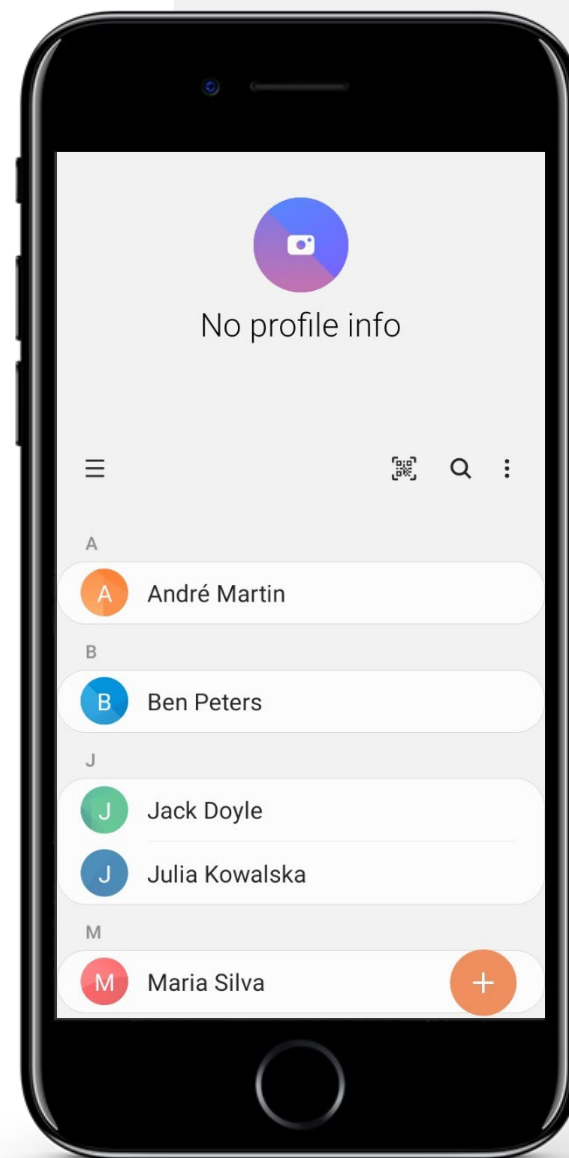 No profile info
A
A André Martin
B
B Ben Peters
J
J Jack Doyle
J Julia Kowalska
M
M Maria Silva